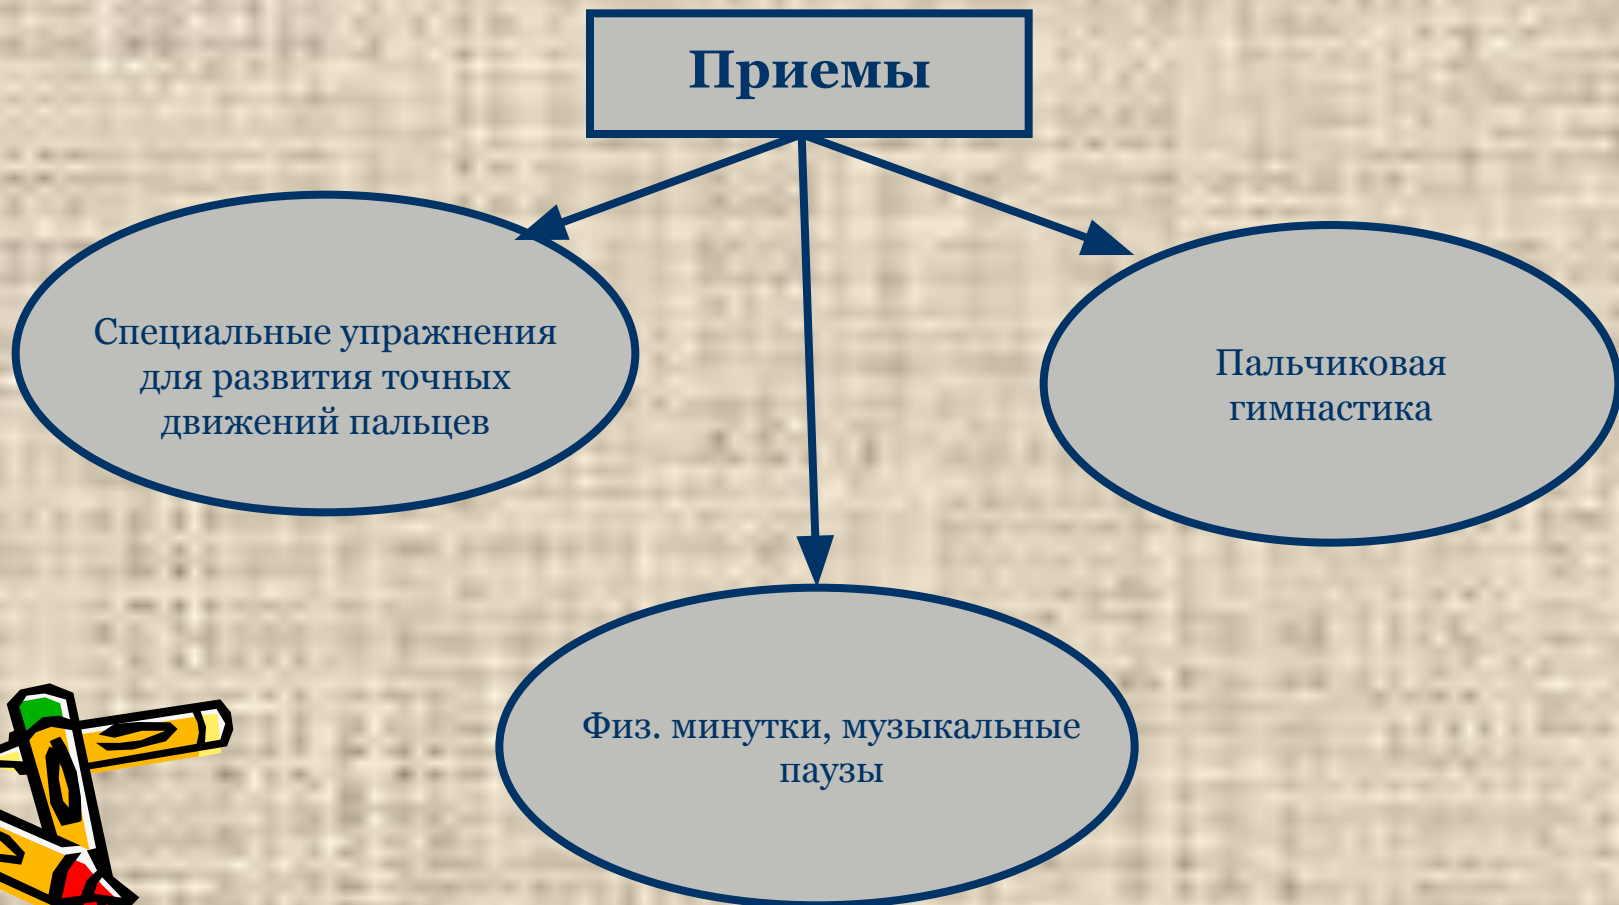 Приемы
Специальные упражнения
для развития точных
движений пальцев
Пальчиковая
гимнастика
Физ. минутки, музыкальные
паузы